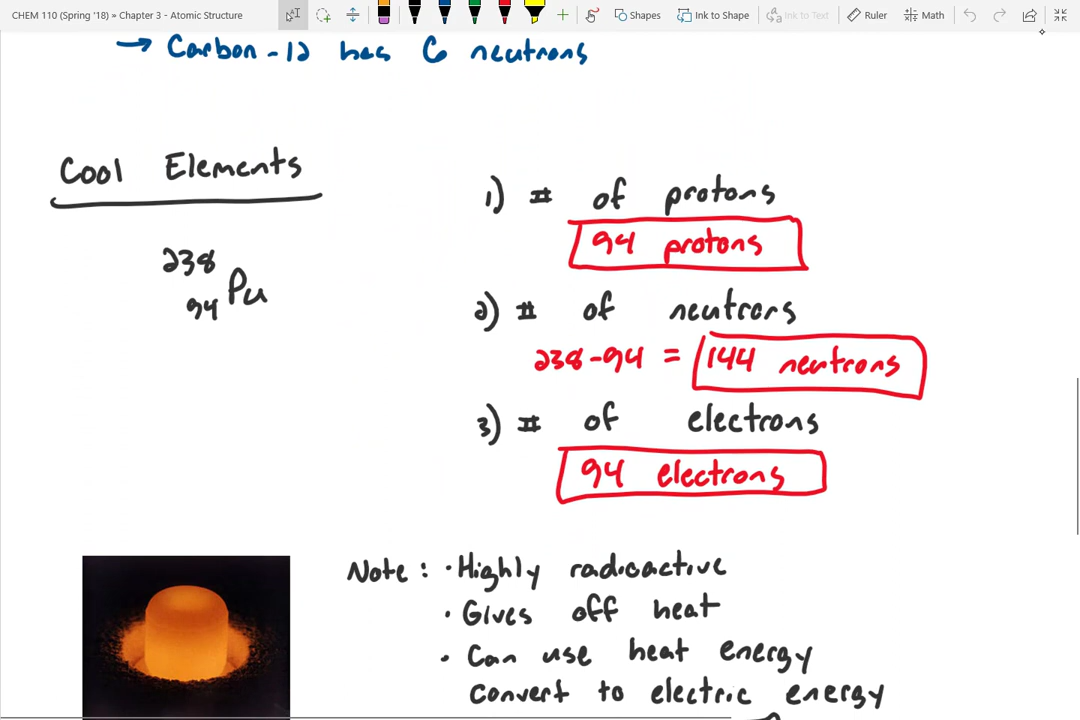 CHEM 110 (Spring '18) » Chapter 3 - Atomic Structure
Shapes
Ink to Shape
Ink to Text
Ruler
Math
→ Carbon-12 has 6 neutrons
Cool Elements
1) # of protons
94 protons
238
94 Pu
2) # of neutrons
238-94 = 144 neutrons
3) # of electrons
94 electrons
Note: · Highly radioactive
· Gives off heat
· Can use heat energy
convert to electric energy